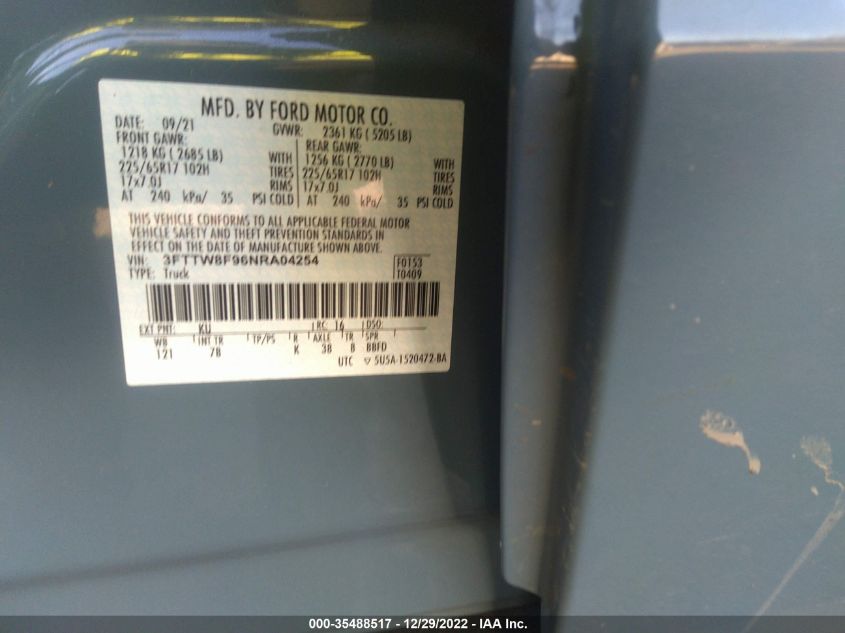 MFD. BY FORD MOTOR CO.
DATE: 09/21 GVWR: 2361 KG ( 5205 LB)
FRONT GAWR: REAR GAWR:
1218 KG ( 2685 LB) WITH 1256 KG ( 2770 LB) WITH
225/65R17 102H TIRES 225/65R17 102H TIRES
17x7.0J RIMS 17x7.0J RIMS
AT 240 kPa/ 35 PSI COLD AT 240 kPa/ 35 PSI COLD
THIS VEHICLE CONFORMS TO ALL APPLICABLE FEDERAL MOTOR
VEHICLE SAFETY AND THEFT PREVENTION STANDARDS IN
EFFECT ON THE DATE OF MANUFACTURE SHOWN ABOVE.
VIN: 3FTTW8F96NRA04254 F0153
TYPE: Truck T0409
EXT PNT: KU RC: 16 DSO:
WB INT TR TP/PS R AXLE TR SPR
121 7B K 38 B BBFD
UTC ▽ 5U5A-1520472-BA
000-35488517 - 12/29/2022 - IAA Inc.